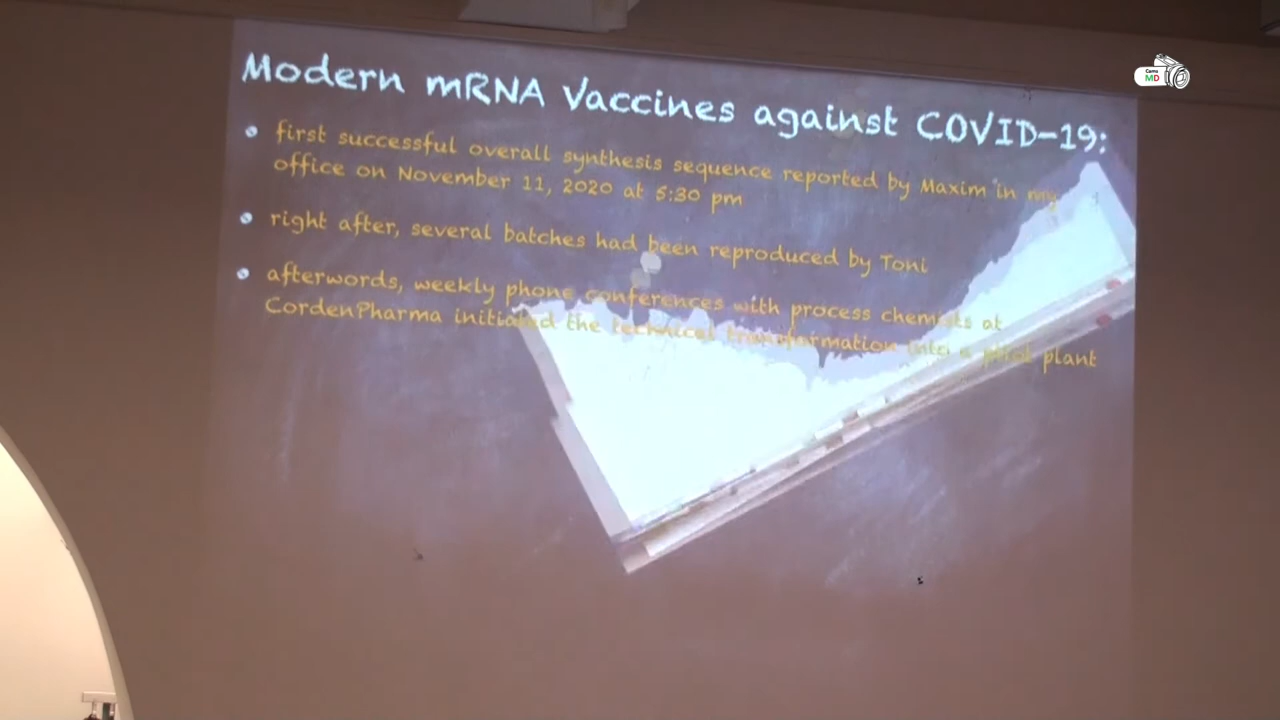 Modern mRNA Vaccines against COVID-19:
first successful overall synthesis sequence reported by Maxim in my
office on November 11, 2020 at 5:30 pm
right after, several batches had been reproduced by Toni
afterwords, weekly phone conferences with process chemists at
CordenPharma initiated the technical transformation into a pilot plant
Cams
MD